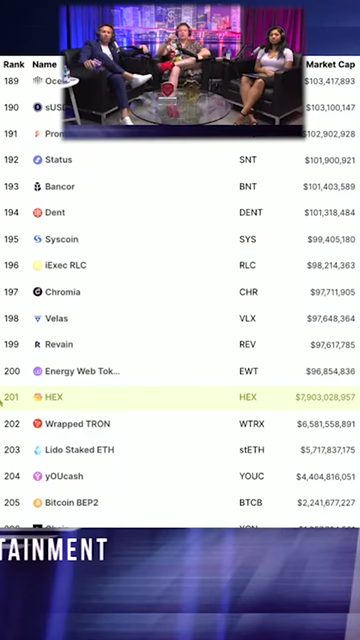 Rank Name Market Cap
189 Oce $103,417,893
190 sUS $103,100,147
191 Pro $102,902,928
192 Status SNT $101,900,921
193 Bancor BNT $101,403,589
194 Dent DENT $101,318,484
195 Syscoin SYS $99,405,180
196 iExec RLC RLC $98,214,363
197 Chromia CHR $97,711,905
198 Velas VLX $97,648,364
199 Revain REV $97,617,785
200 Energy Web Tok... EWT $96,854,836
201 HEX HEX $7,903,028,957
202 Wrapped TRON WTRX $6,581,558,891
203 Lido Staked ETH stETH $5,717,837,175
204 yOUcash YOUC $4,404,816,051
205 Bitcoin BEP2 BTCB $2,241,677,227
TAINMENT